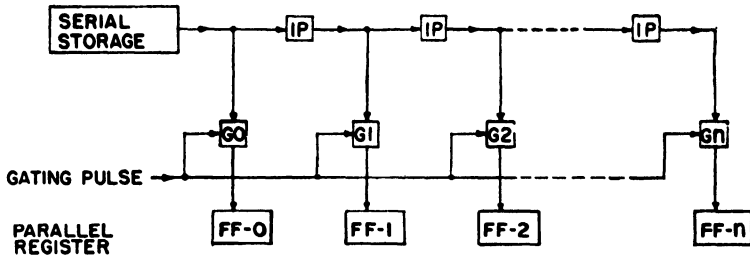 SERIAL
STORAGE
IP
IP
IP
G0
G1
G2
Gn
GATING PULSE
PARALLEL
REGISTER
FF-0
FF-1
FF-2
FF-n